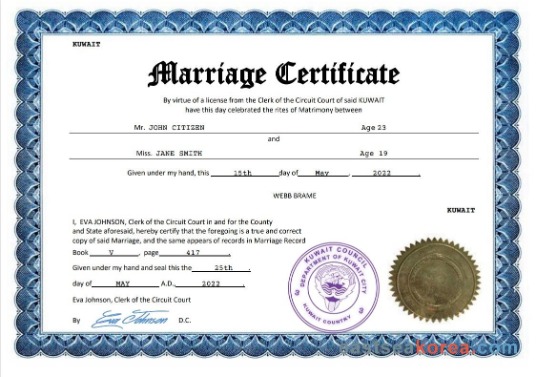 KUWAIT
Marriage Certificate
By virtue of a license from the Clerk of the Circuit Court of said KUWAIT
have this day celebrated the rites of Matrimony between
Mr. JOHN CITIZEN Age 23
and
Miss. JANE SMITH Age 19
Given under my hand, this 15th day of May, 2022.
WEBB BRAME
KUWAIT
I, EVA JOHNSON, Clerk of the Circuit Court in and for the County
and State aforesaid, hereby certify that the foregoing is a true and correct
copy of said Marriage, and the same appears of records in Marriage Record
Book V, page 417.
Given under my hand and seal this the 25th,
day of MAY A.D., 2022.
Eva Johnson, Clerk of the Circuit Court
By Eva Johnson D.C.
KUWAIT COUNCIL
DEPARTMENT OF KUWAIT CITY
KUWAIT COUNTRY
korea.com